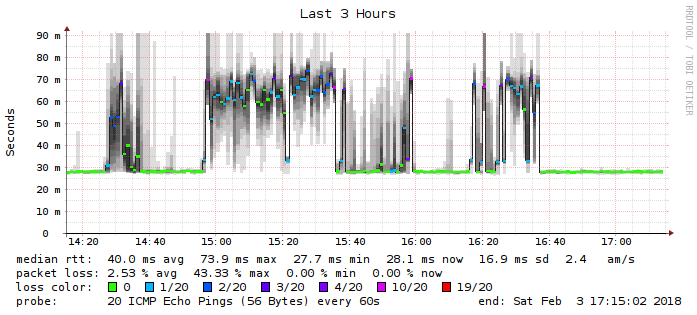 Last 3 Hours
RRDTOOL / TOBI OETIKER
Seconds
90 m
80 m
70 m
60 m
50 m
40 m
30 m
20 m
10 m
0
14:20 14:40 15:00 15:20 15:40 16:00 16:20 16:40 17:00
median rtt: 40.0 ms avg 73.9 ms max 27.7 ms min 28.1 ms now 16.9 ms sd 2.4 am/s
packet loss: 2.53 % avg 43.33 % max 0.00 % min 0.00 % now
loss color: 0 1/20 2/20 3/20 4/20 10/20 19/20
probe: 20 ICMP Echo Pings (56 Bytes) every 60s end: Sat Feb 3 17:15:02 2018